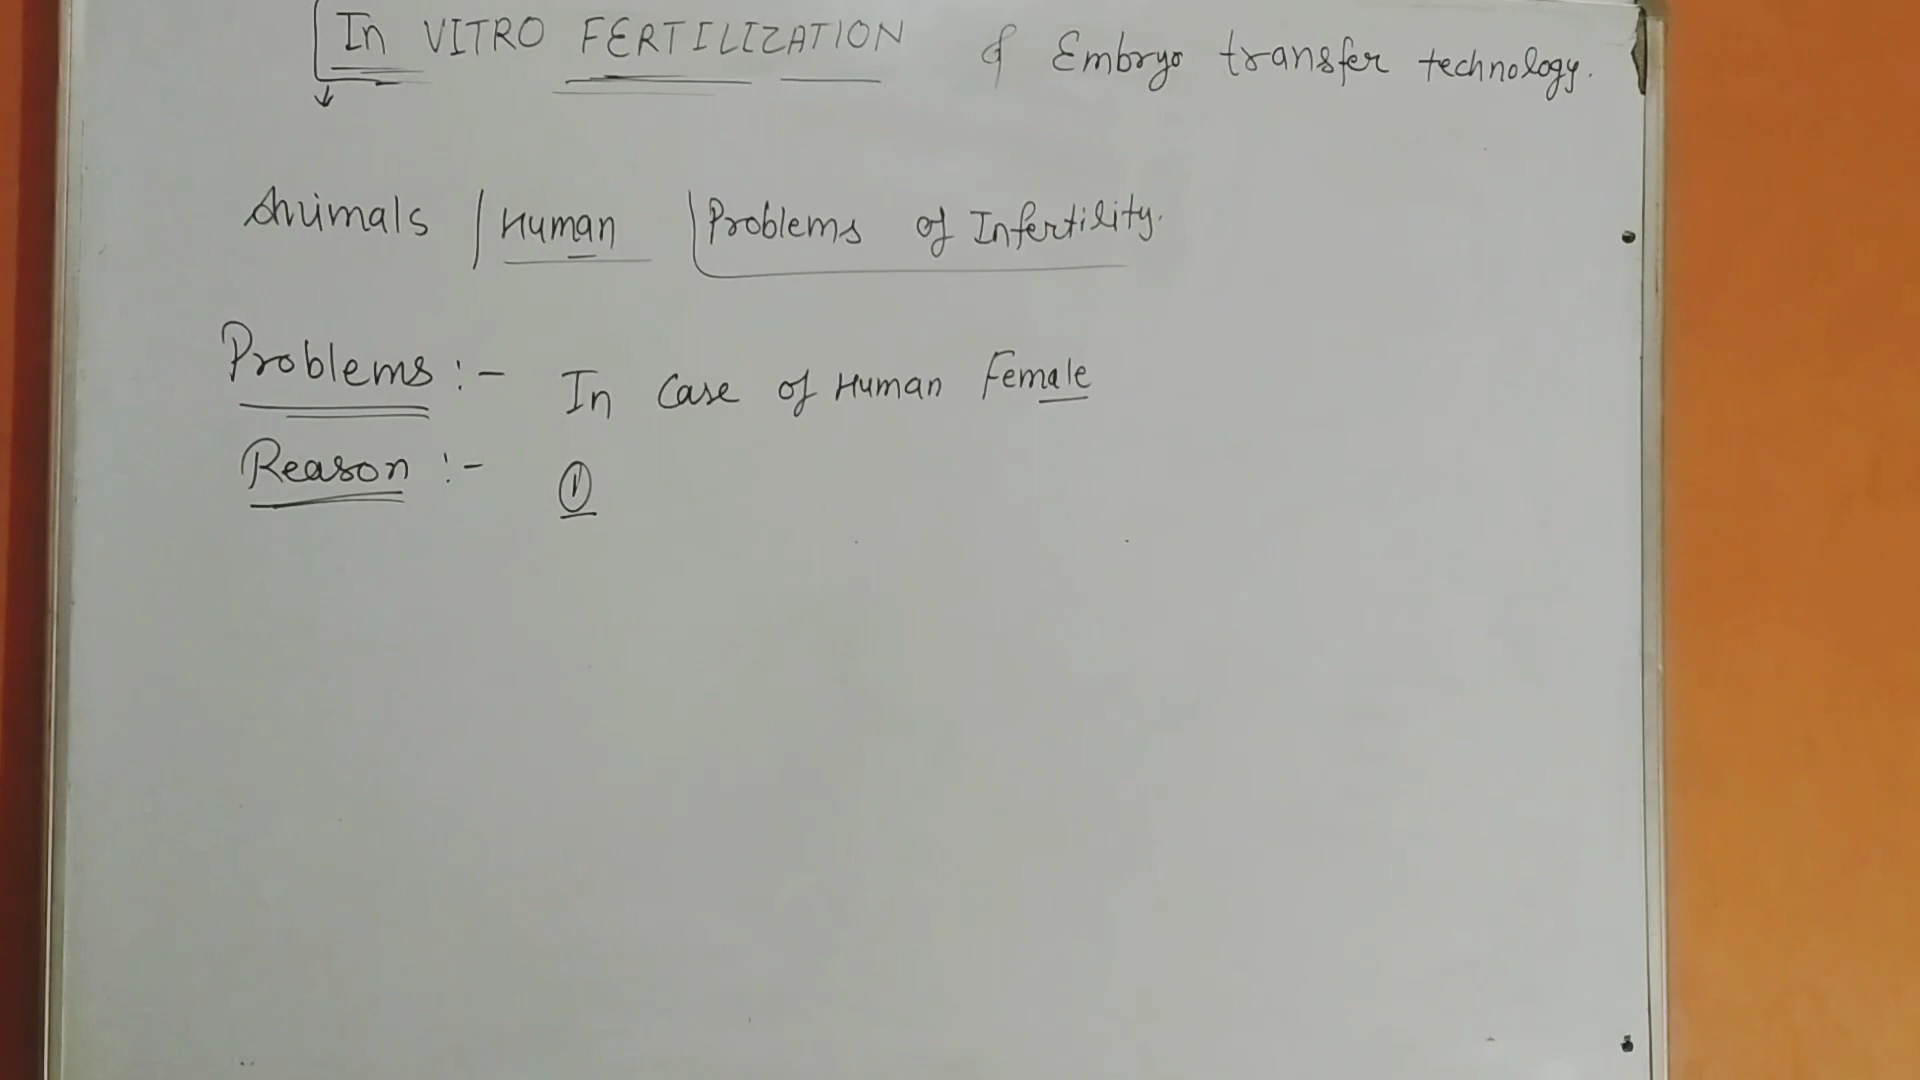 In VITRO FERTILIZATION & Embryo transfer technology.
Animals / Human | Problems of Infertility.
Problems :- In Case of Human Female
Reason :- ①